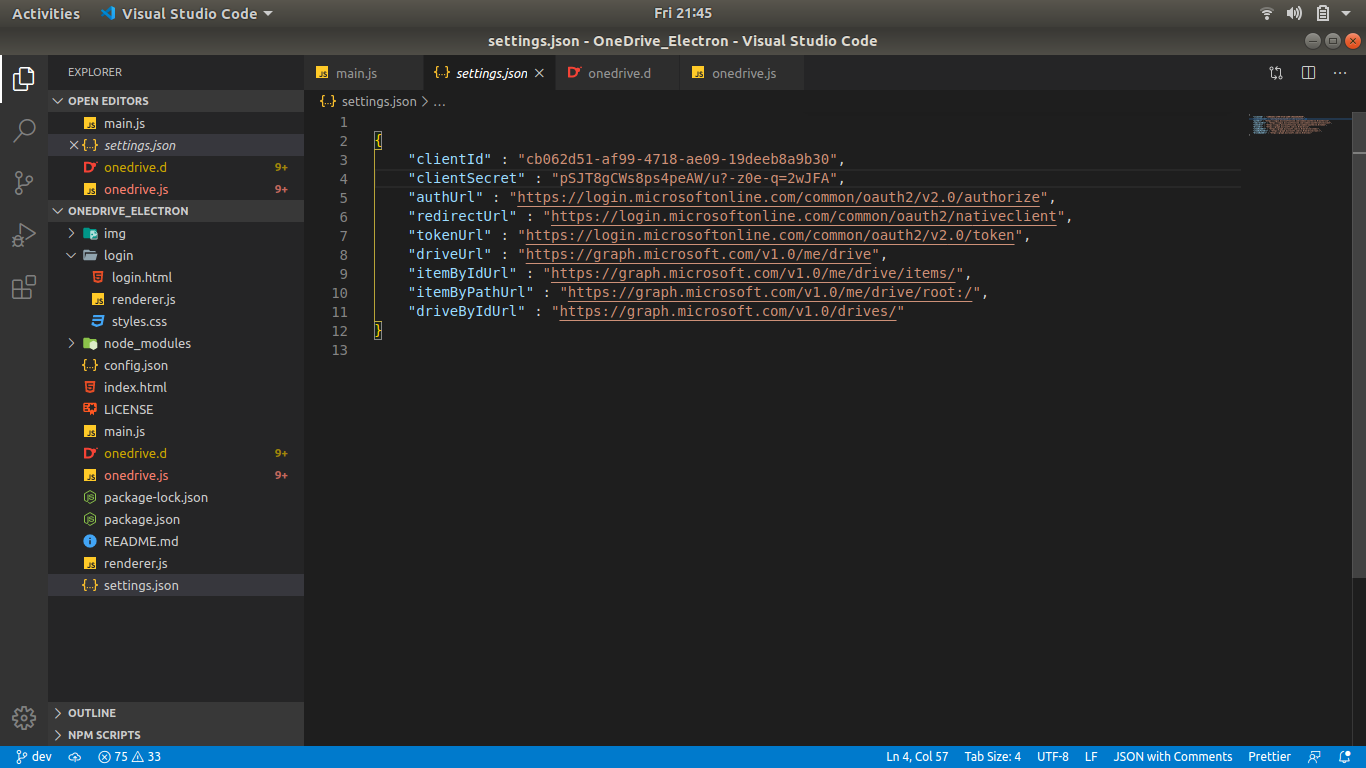 Activities
Visual Studio Code
Fri 21:45
settings.json - OneDrive_Electron - Visual Studio Code
EXPLORER
OPEN EDITORS
main.js
settings.json
onedrive.d 9+
onedrive.js 9+
ONEDRIVE_ELECTRON
img
login
login.html
renderer.js
styles.css
node_modules
config.json
index.html
LICENSE
main.js
onedrive.d 9+
onedrive.js 9+
package-lock.json
package.json
README.md
renderer.js
settings.json
OUTLINE
NPM SCRIPTS
main.js
settings.json
onedrive.d
onedrive.js
settings.json > ...
1
2 {
3 "clientId" : "cb062d51-af99-4718-ae09-19deeb8a9b30",
4 "clientSecret" : "pSJT8gCWs8ps4peAW/u?-z0e-q=2wJFA",
5 "authUrl" : "https://login.microsoftonline.com/common/oauth2/v2.0/authorize",
6 "redirectUrl" : "https://login.microsoftonline.com/common/oauth2/nativeclient",
7 "tokenUrl" : "https://login.microsoftonline.com/common/oauth2/v2.0/token",
8 "driveUrl" : "https://graph.microsoft.com/v1.0/me/drive",
9 "itemByIdUrl" : "https://graph.microsoft.com/v1.0/me/drive/items/",
10 "itemByPathUrl" : "https://graph.microsoft.com/v1.0/me/drive/root:/",
11 "driveByIdUrl" : "https://graph.microsoft.com/v1.0/drives/"
12 }
13
dev
75
33
Ln 4, Col 57
Tab Size: 4
UTF-8
LF
JSON with Comments
Prettier